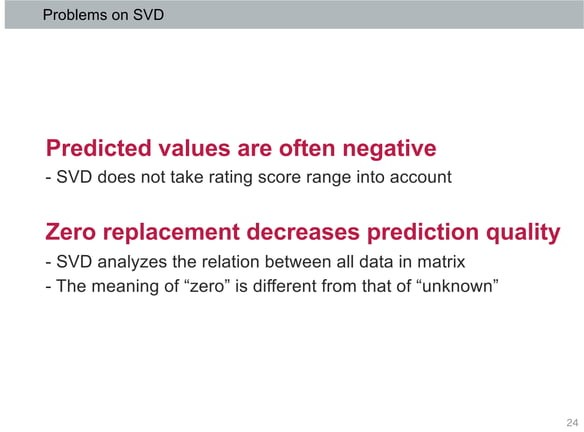 Problems on SVD
Predicted values are often negative
- SVD does not take rating score range into account
Zero replacement decreases prediction quality
- SVD analyzes the relation between all data in matrix
- The meaning of “zero” is different from that of “unknown”
24